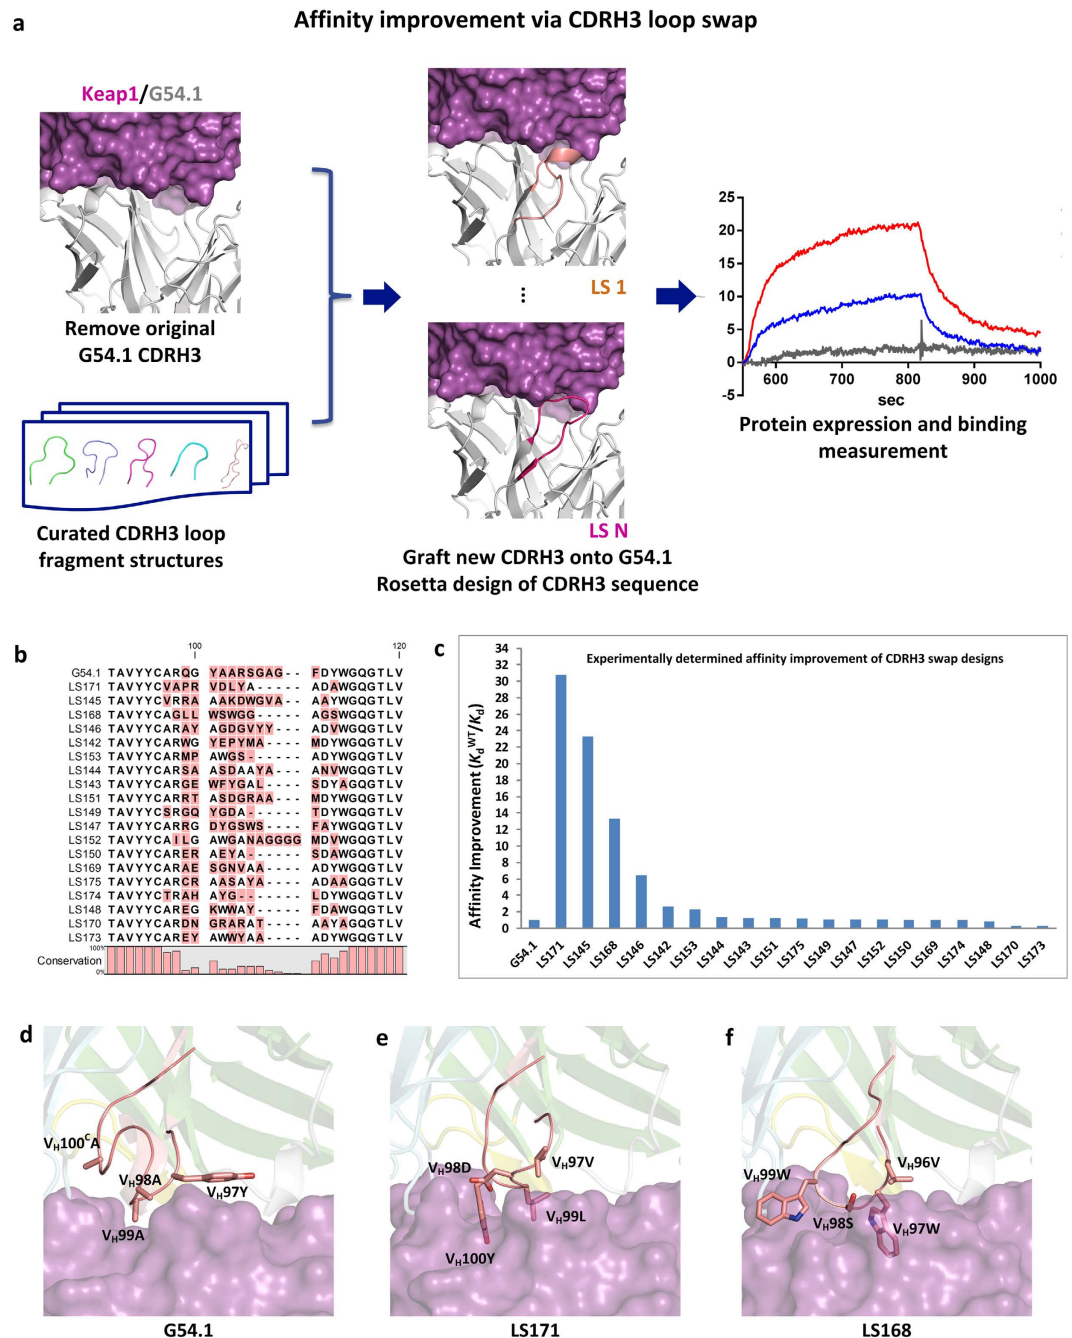 a
Affinity improvement via CDRH3 loop swap
Keap1/G54.1
Remove original
G54.1 CDRH3
Curated CDRH3 loop
fragment structures
LS 1
⋮
LS N
Graft new CDRH3 onto G54.1
Rosetta design of CDRH3 sequence
25
20
15
10
5
0
-5
600 700 800 900 1000
sec
Protein expression and binding
measurement
b
100 120
G54.1 TAVYYCARQG YAARSGAG-- FDYWGQGTLV
LS171 TAVYYCVAPR VDLYA----- ADAWGQGTLV
LS145 TAVYYCVRRA AAKDWGVA-- AAYWGQGTLV
LS168 TAVYYCAGLL WSWGG----- AGSWGQGTLV
LS146 TAVYYCARAY AGDGVYY--- ADVWGQGTLV
LS142 TAVYYCARWG YEPYMA---- MDYWGQGTLV
LS153 TAVYYCARMP AWGS------ ADYWGQGTLV
LS144 TAVYYCARSA ASDAAYA--- ANVWGQGTLV
LS143 TAVYYCARGE WFYGAL---- SDYAGQGTLV
LS151 TAVYYCARRT ASDGRAA--- MDYWGQGTLV
LS149 TAVYYCSRGQ YGDA------ TDYWGQGTLV
LS147 TAVYYCARRG DYGSWS---- FAYWGQGTLV
LS152 TAVYYCAILG AWGANAGGGG MDVWGQGTLV
LS150 TAVYYCARER AEYA------ SDAWGQGTLV
LS169 TAVYYCARAE SGNVAA---- ADYWGQGTLV
LS175 TAVYYCARCR AASAYA---- ADAAGQGTLV
LS174 TAVYYCTRAH AYG------- LDYWGQGTLV
LS148 TAVYYCAREG KWWAY----- FDAWGQGTLV
LS170 TAVYYCARDN GRARAT---- AAYAGQGTLV
LS173 TAVYYCAREY AWWYAA---- ADYWGQGTLV
100%
Conservation
0%
c
Experimentally determined affinity improvement of CDRH3 swap designs
Affinity Improvement (KdWT/Kd)
34
32
30
28
26
24
22
20
18
16
14
12
10
8
6
4
2
0
G54.1 LS171 LS145 LS168 LS146 LS142 LS153 LS144 LS143 LS151 LS175 LS149 LS147 LS152 LS150 LS169 LS174 LS148 LS170 LS173
d
VH100CA
VH98A
VH97Y
VH99A
G54.1
e
VH98D
VH97V
VH99L
VH100Y
LS171
f
VH96V
VH99W
VH98S
VH97W
LS168